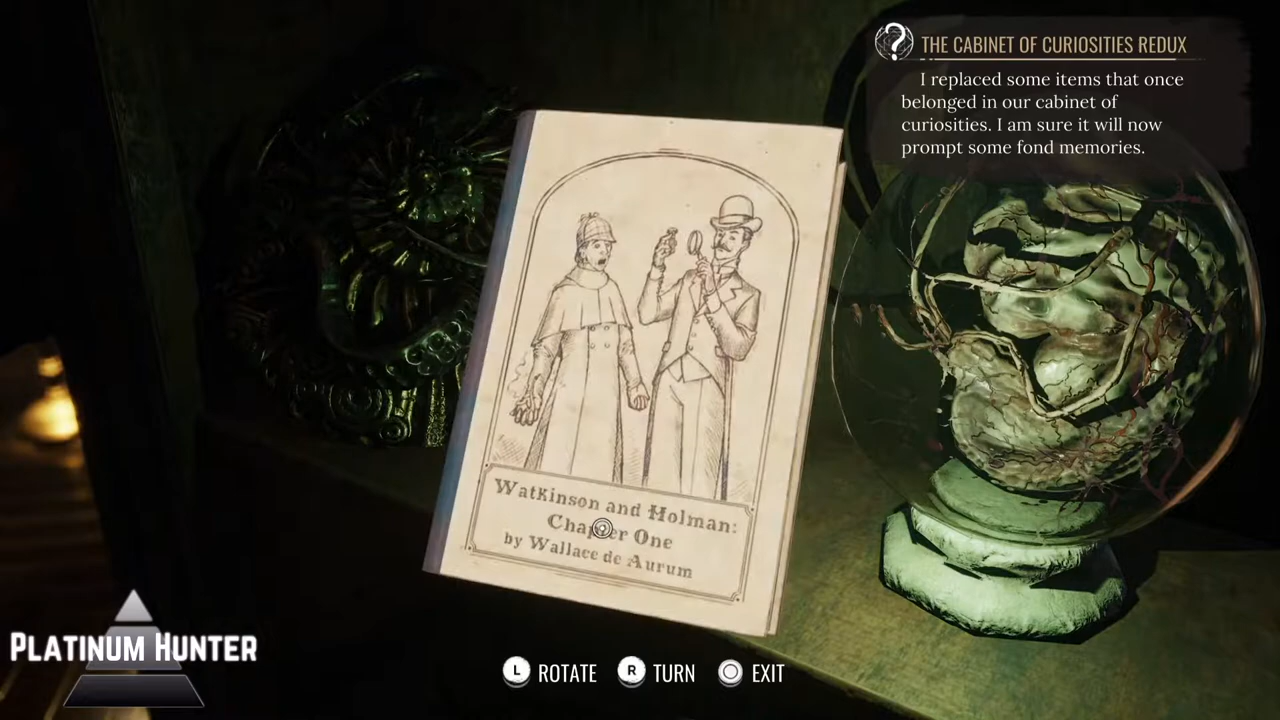 THE CABINET OF CURIOSITIES REDUX
I replaced some items that once
belonged in our cabinet of
curiosities. I am sure it will now
prompt some fond memories.
Watkinson and Holman:
Chapter One
by Wallace de Aurum
PLATINUM HUNTER
L ROTATE R TURN EXIT